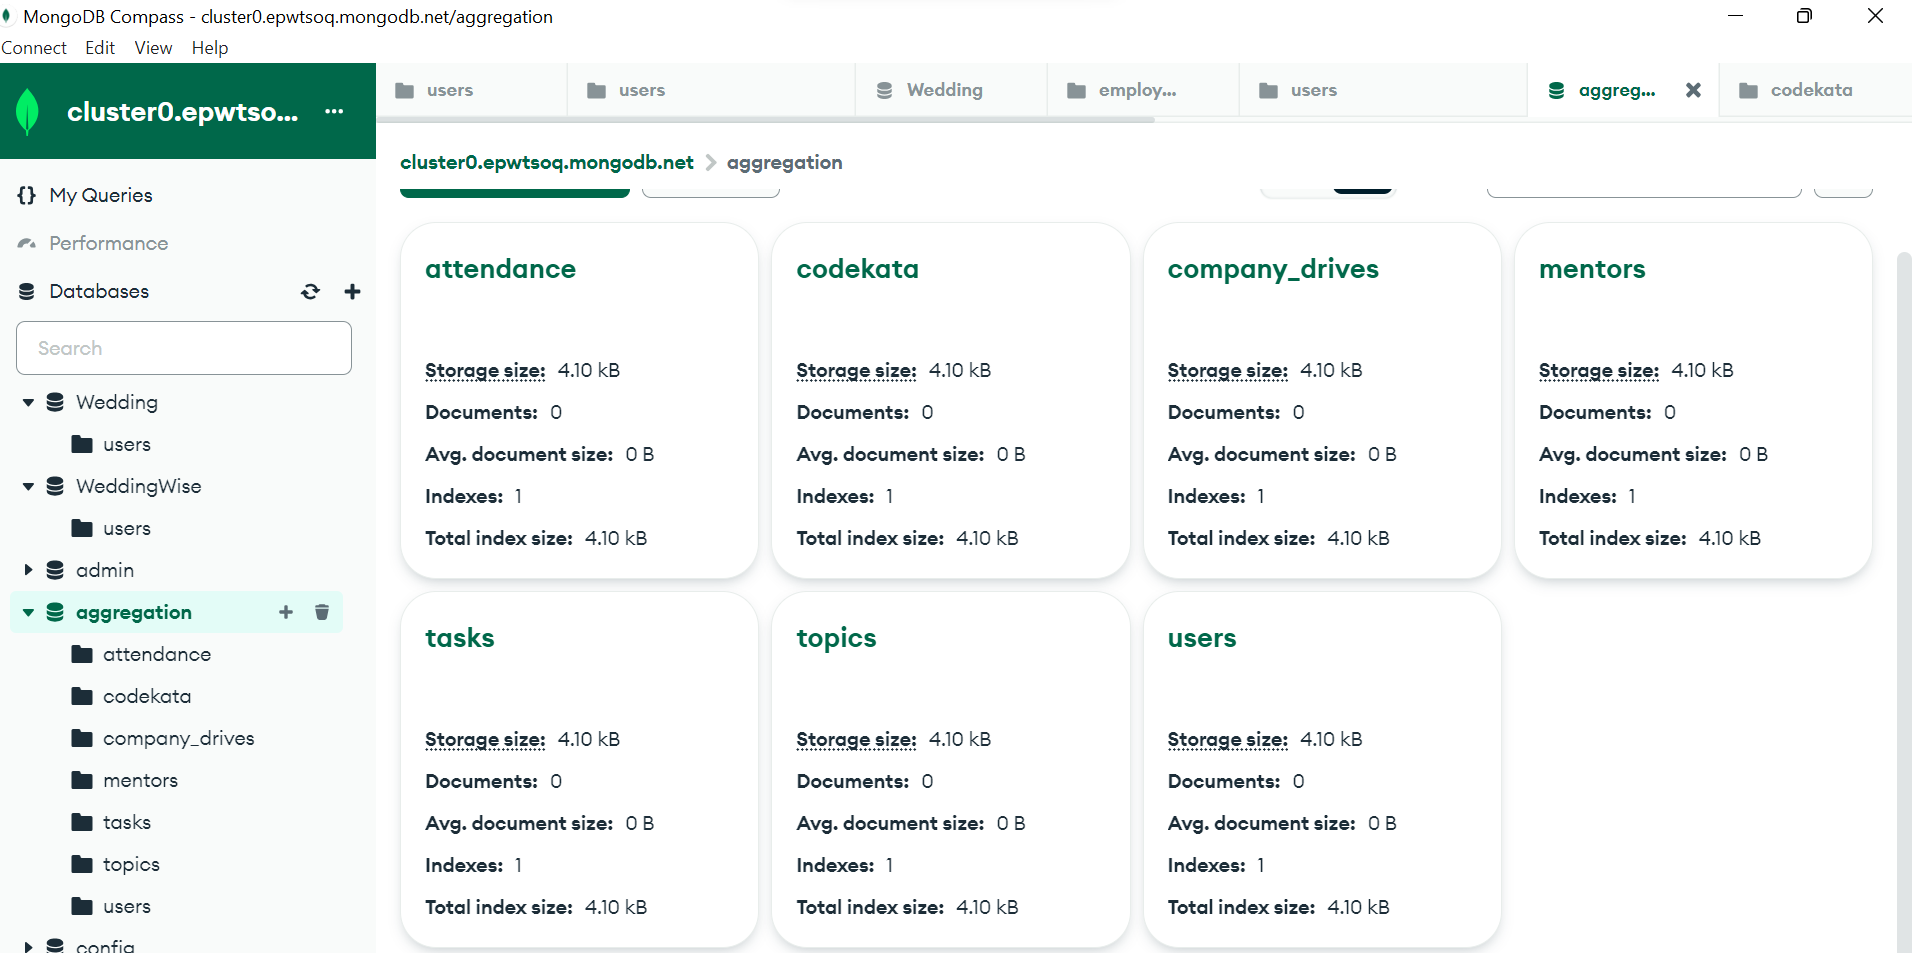 MongoDB Compass - cluster0.epwtsoq.mongodb.net/aggregation
Connect Edit View Help
cluster0.epwtso... ...
users users Wedding employ... users aggreg... codekata
cluster0.epwtsoq.mongodb.net > aggregation
{} My Queries
Performance
Databases
Search
Wedding
users
WeddingWise
users
admin
aggregation
attendance
codekata
company_drives
mentors
tasks
topics
users
config
attendance
Storage size: 4.10 kB
Documents: 0
Avg. document size: 0 B
Indexes: 1
Total index size: 4.10 kB
codekata
Storage size: 4.10 kB
Documents: 0
Avg. document size: 0 B
Indexes: 1
Total index size: 4.10 kB
company_drives
Storage size: 4.10 kB
Documents: 0
Avg. document size: 0 B
Indexes: 1
Total index size: 4.10 kB
mentors
Storage size: 4.10 kB
Documents: 0
Avg. document size: 0 B
Indexes: 1
Total index size: 4.10 kB
tasks
Storage size: 4.10 kB
Documents: 0
Avg. document size: 0 B
Indexes: 1
Total index size: 4.10 kB
topics
Storage size: 4.10 kB
Documents: 0
Avg. document size: 0 B
Indexes: 1
Total index size: 4.10 kB
users
Storage size: 4.10 kB
Documents: 0
Avg. document size: 0 B
Indexes: 1
Total index size: 4.10 kB